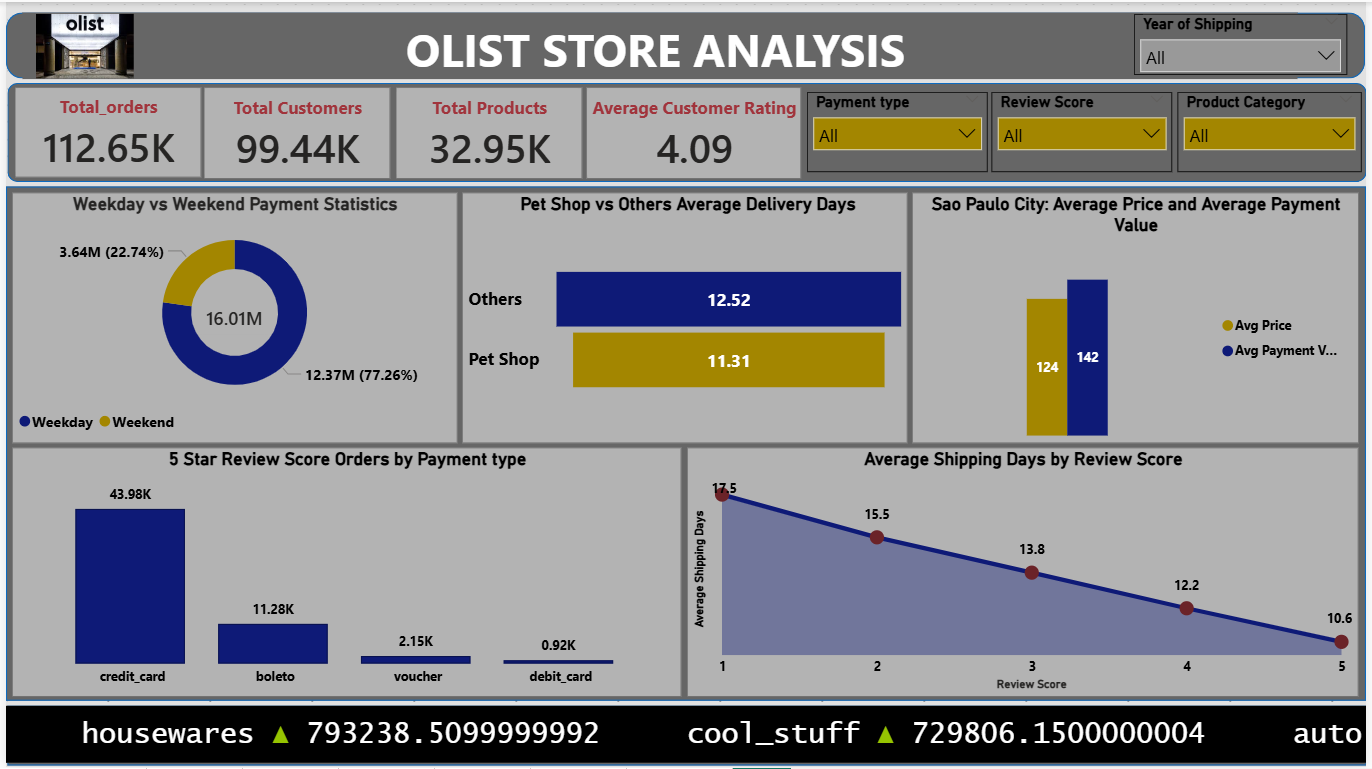 olist
OLIST STORE ANALYSIS
Year of Shipping
All
Total_orders
112.65K
Total Customers
99.44K
Total Products
32.95K
Average Customer Rating
4.09
Payment type
All
Review Score
All
Product Category
All
Weekday vs Weekend Payment Statistics
3.64M (22.74%)
16.01M
12.37M (77.26%)
Weekday
Weekend
Pet Shop vs Others Average Delivery Days
Others
12.52
Pet Shop
11.31
Sao Paulo City: Average Price and Average Payment
Value
124
142
Avg Price
Avg Payment V...
5 Star Review Score Orders by Payment type
43.98K
11.28K
2.15K
0.92K
credit_card
boleto
voucher
debit_card
Average Shipping Days by Review Score
Average Shipping Days
17.5
15.5
13.8
12.2
10.6
1
2
3
4
5
Review Score
housewares ▲ 793238.5099999992
cool_stuff ▲ 729806.1500000004
auto